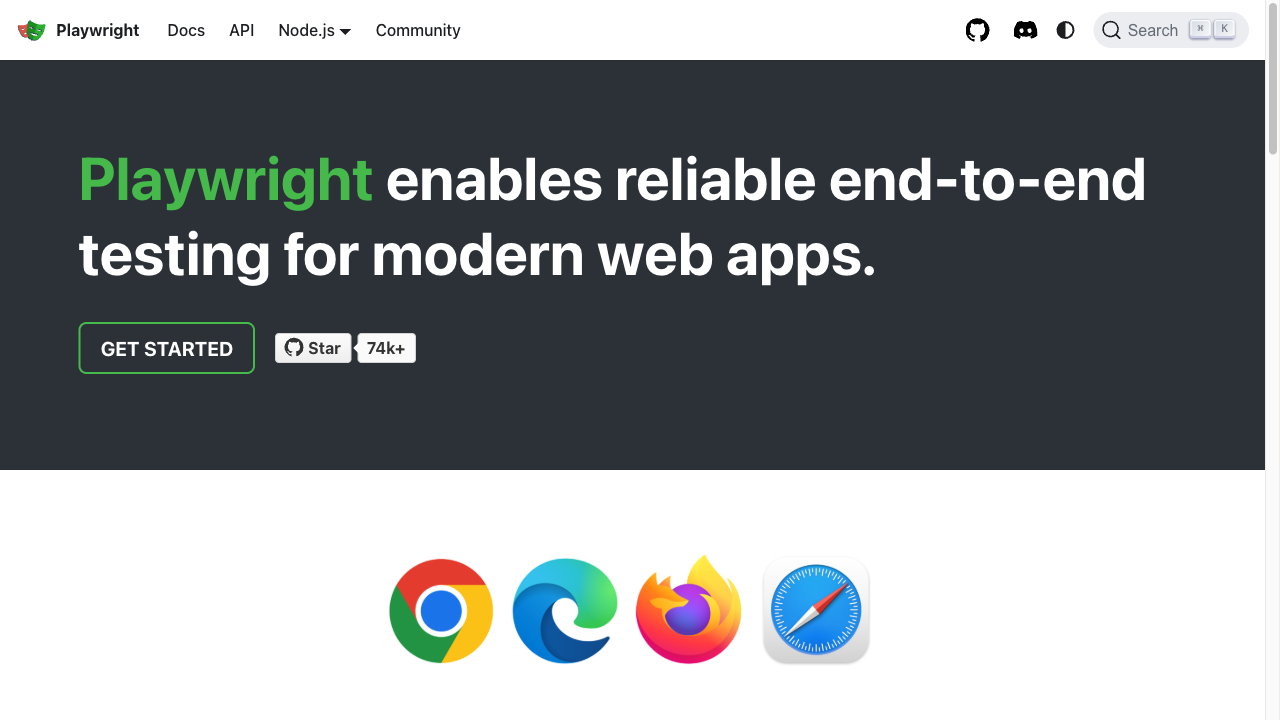 Playwright Docs API Node.js Community Search ⌘ K
Playwright enables reliable end-to-end
testing for modern web apps.
GET STARTED Star 74k+